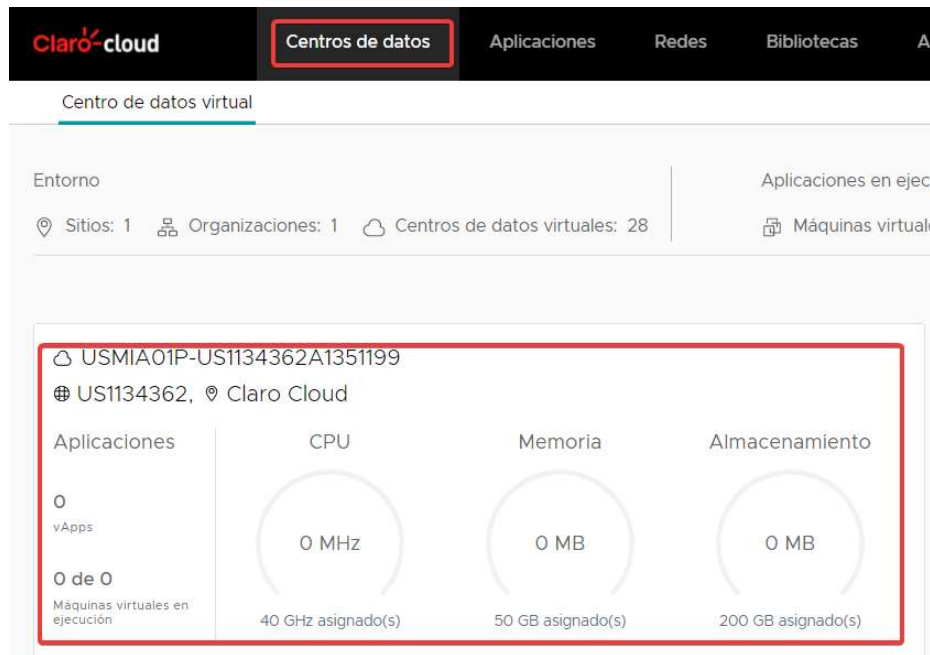 Claro-cloud Centros de datos Aplicaciones Redes Bibliotecas A
Centro de datos virtual
Entorno Aplicaciones en ejec
Sitios: 1 Organizaciones: 1 Centros de datos virtuales: 28 Máquinas virtual
USMIA01P-US1134362A1351199
US1134362, Claro Cloud
Aplicaciones CPU Memoria Almacenamiento
0
vApps
0 MHz 0 MB 0 MB
0 de 0
Máquinas virtuales en
ejecución
40 GHz asignado(s) 50 GB asignado(s) 200 GB asignado(s)